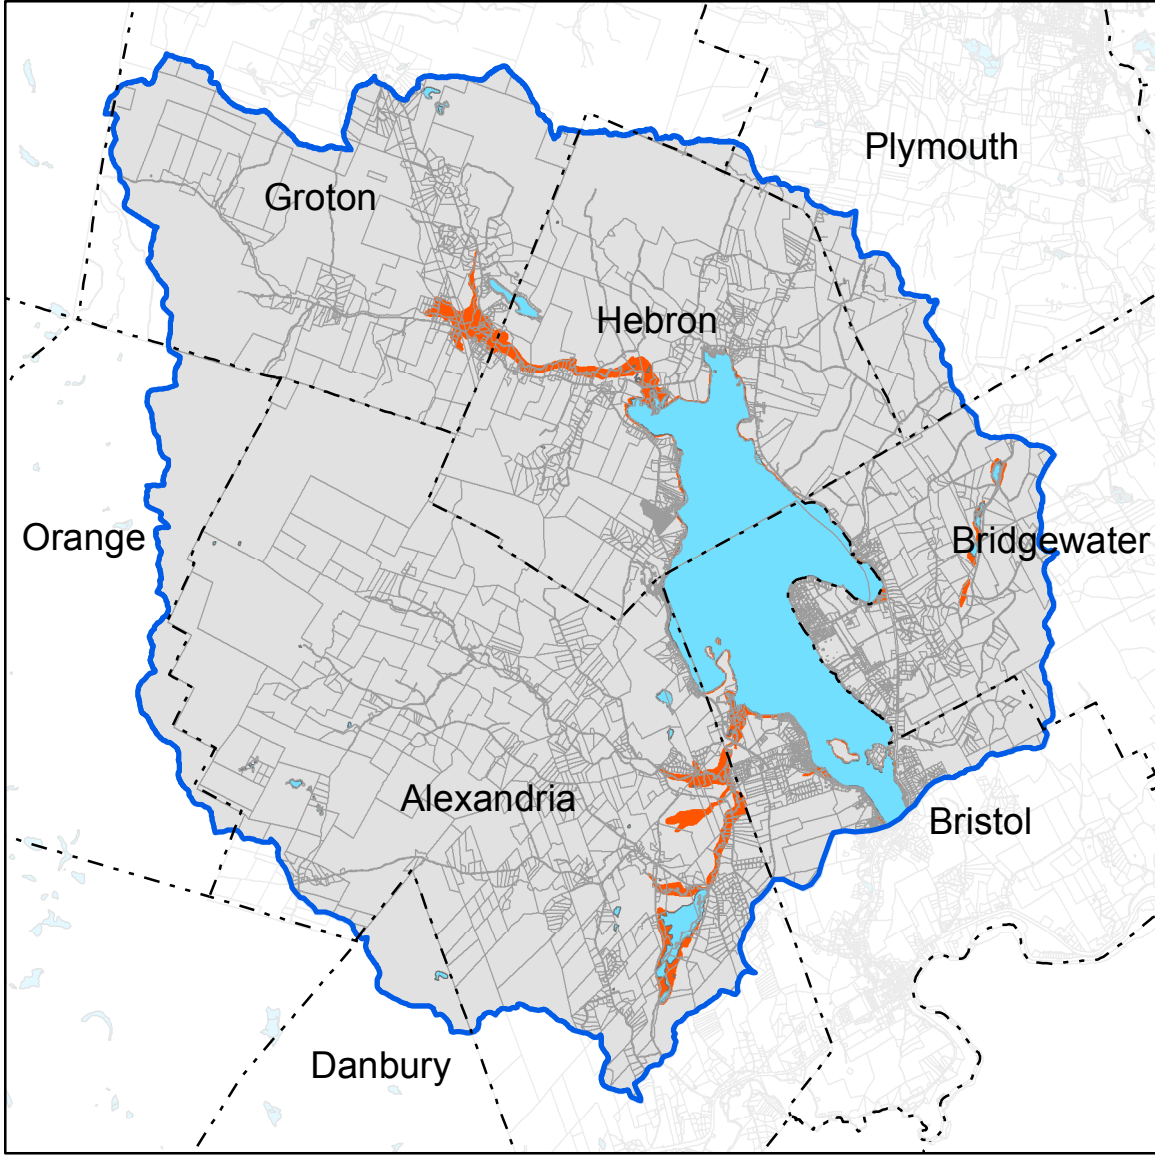 Plymouth
Groton
Hebron
Orange
Bridgewater
Alexandria
Bristol
Danbury